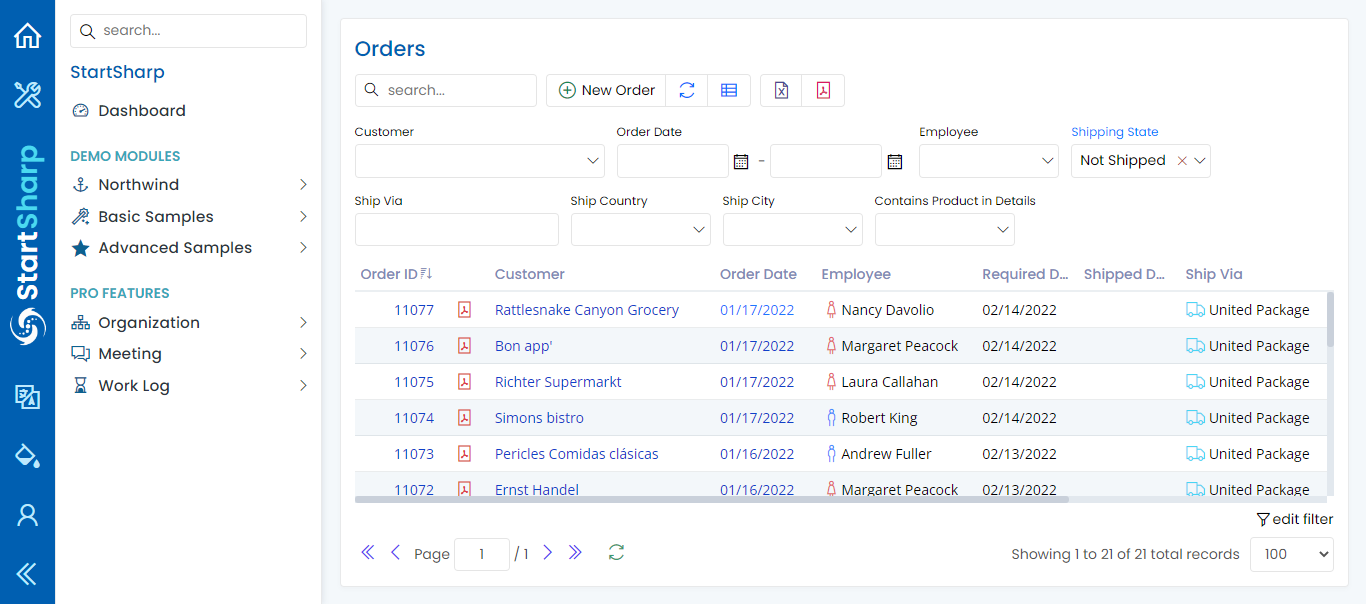 search...
StartSharp
Dashboard
DEMO MODULES
Northwind
Basic Samples
Advanced Samples
PRO FEATURES
Organization
Meeting
Work Log
StartSharp
Orders
search...
New Order
Customer Order Date Employee Shipping State
- Not Shipped
Ship Via Ship Country Ship City Contains Product in Details
Order ID Customer Order Date Employee Required D... Shipped D... Ship Via
11077 Rattlesnake Canyon Grocery 01/17/2022 Nancy Davolio 02/14/2022 United Package
11076 Bon app' 01/17/2022 Margaret Peacock 02/14/2022 United Package
11075 Richter Supermarkt 01/17/2022 Laura Callahan 02/14/2022 United Package
11074 Simons bistro 01/17/2022 Robert King 02/14/2022 United Package
11073 Pericles Comidas clásicas 01/16/2022 Andrew Fuller 02/13/2022 United Package
11072 Ernst Handel 01/16/2022 Margaret Peacock 02/13/2022 United Package
edit filter
Page 1 / 1 Showing 1 to 21 of 21 total records 100